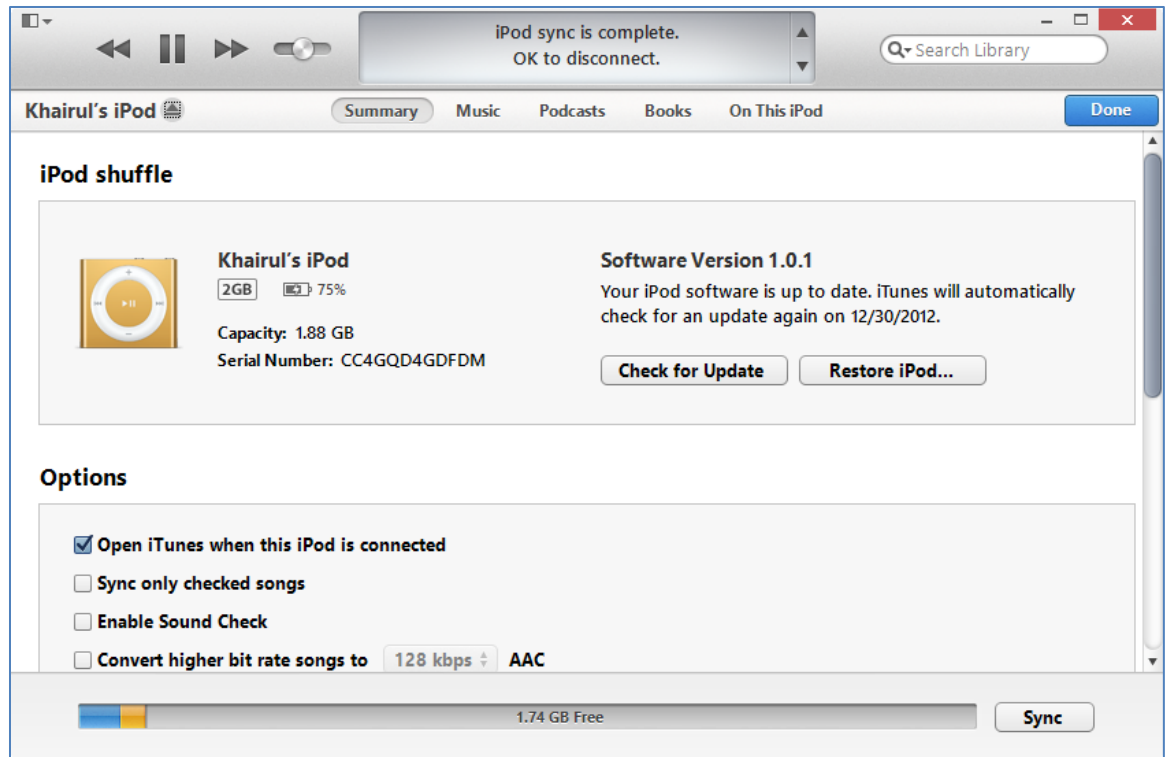 iPod sync is complete.
OK to disconnect.
Search Library
Khairul's iPod
Summary
Music
Podcasts
Books
On This iPod
Done
iPod shuffle
Khairul's iPod
2GB
75%
Capacity: 1.88 GB
Serial Number: CC4GQD4GDFDM
Software Version 1.0.1
Your iPod software is up to date. iTunes will automatically
check for an update again on 12/30/2012.
Check for Update
Restore iPod...
Options
Open iTunes when this iPod is connected
Sync only checked songs
Enable Sound Check
Convert higher bit rate songs to 128 kbps AAC
1.74 GB Free
Sync